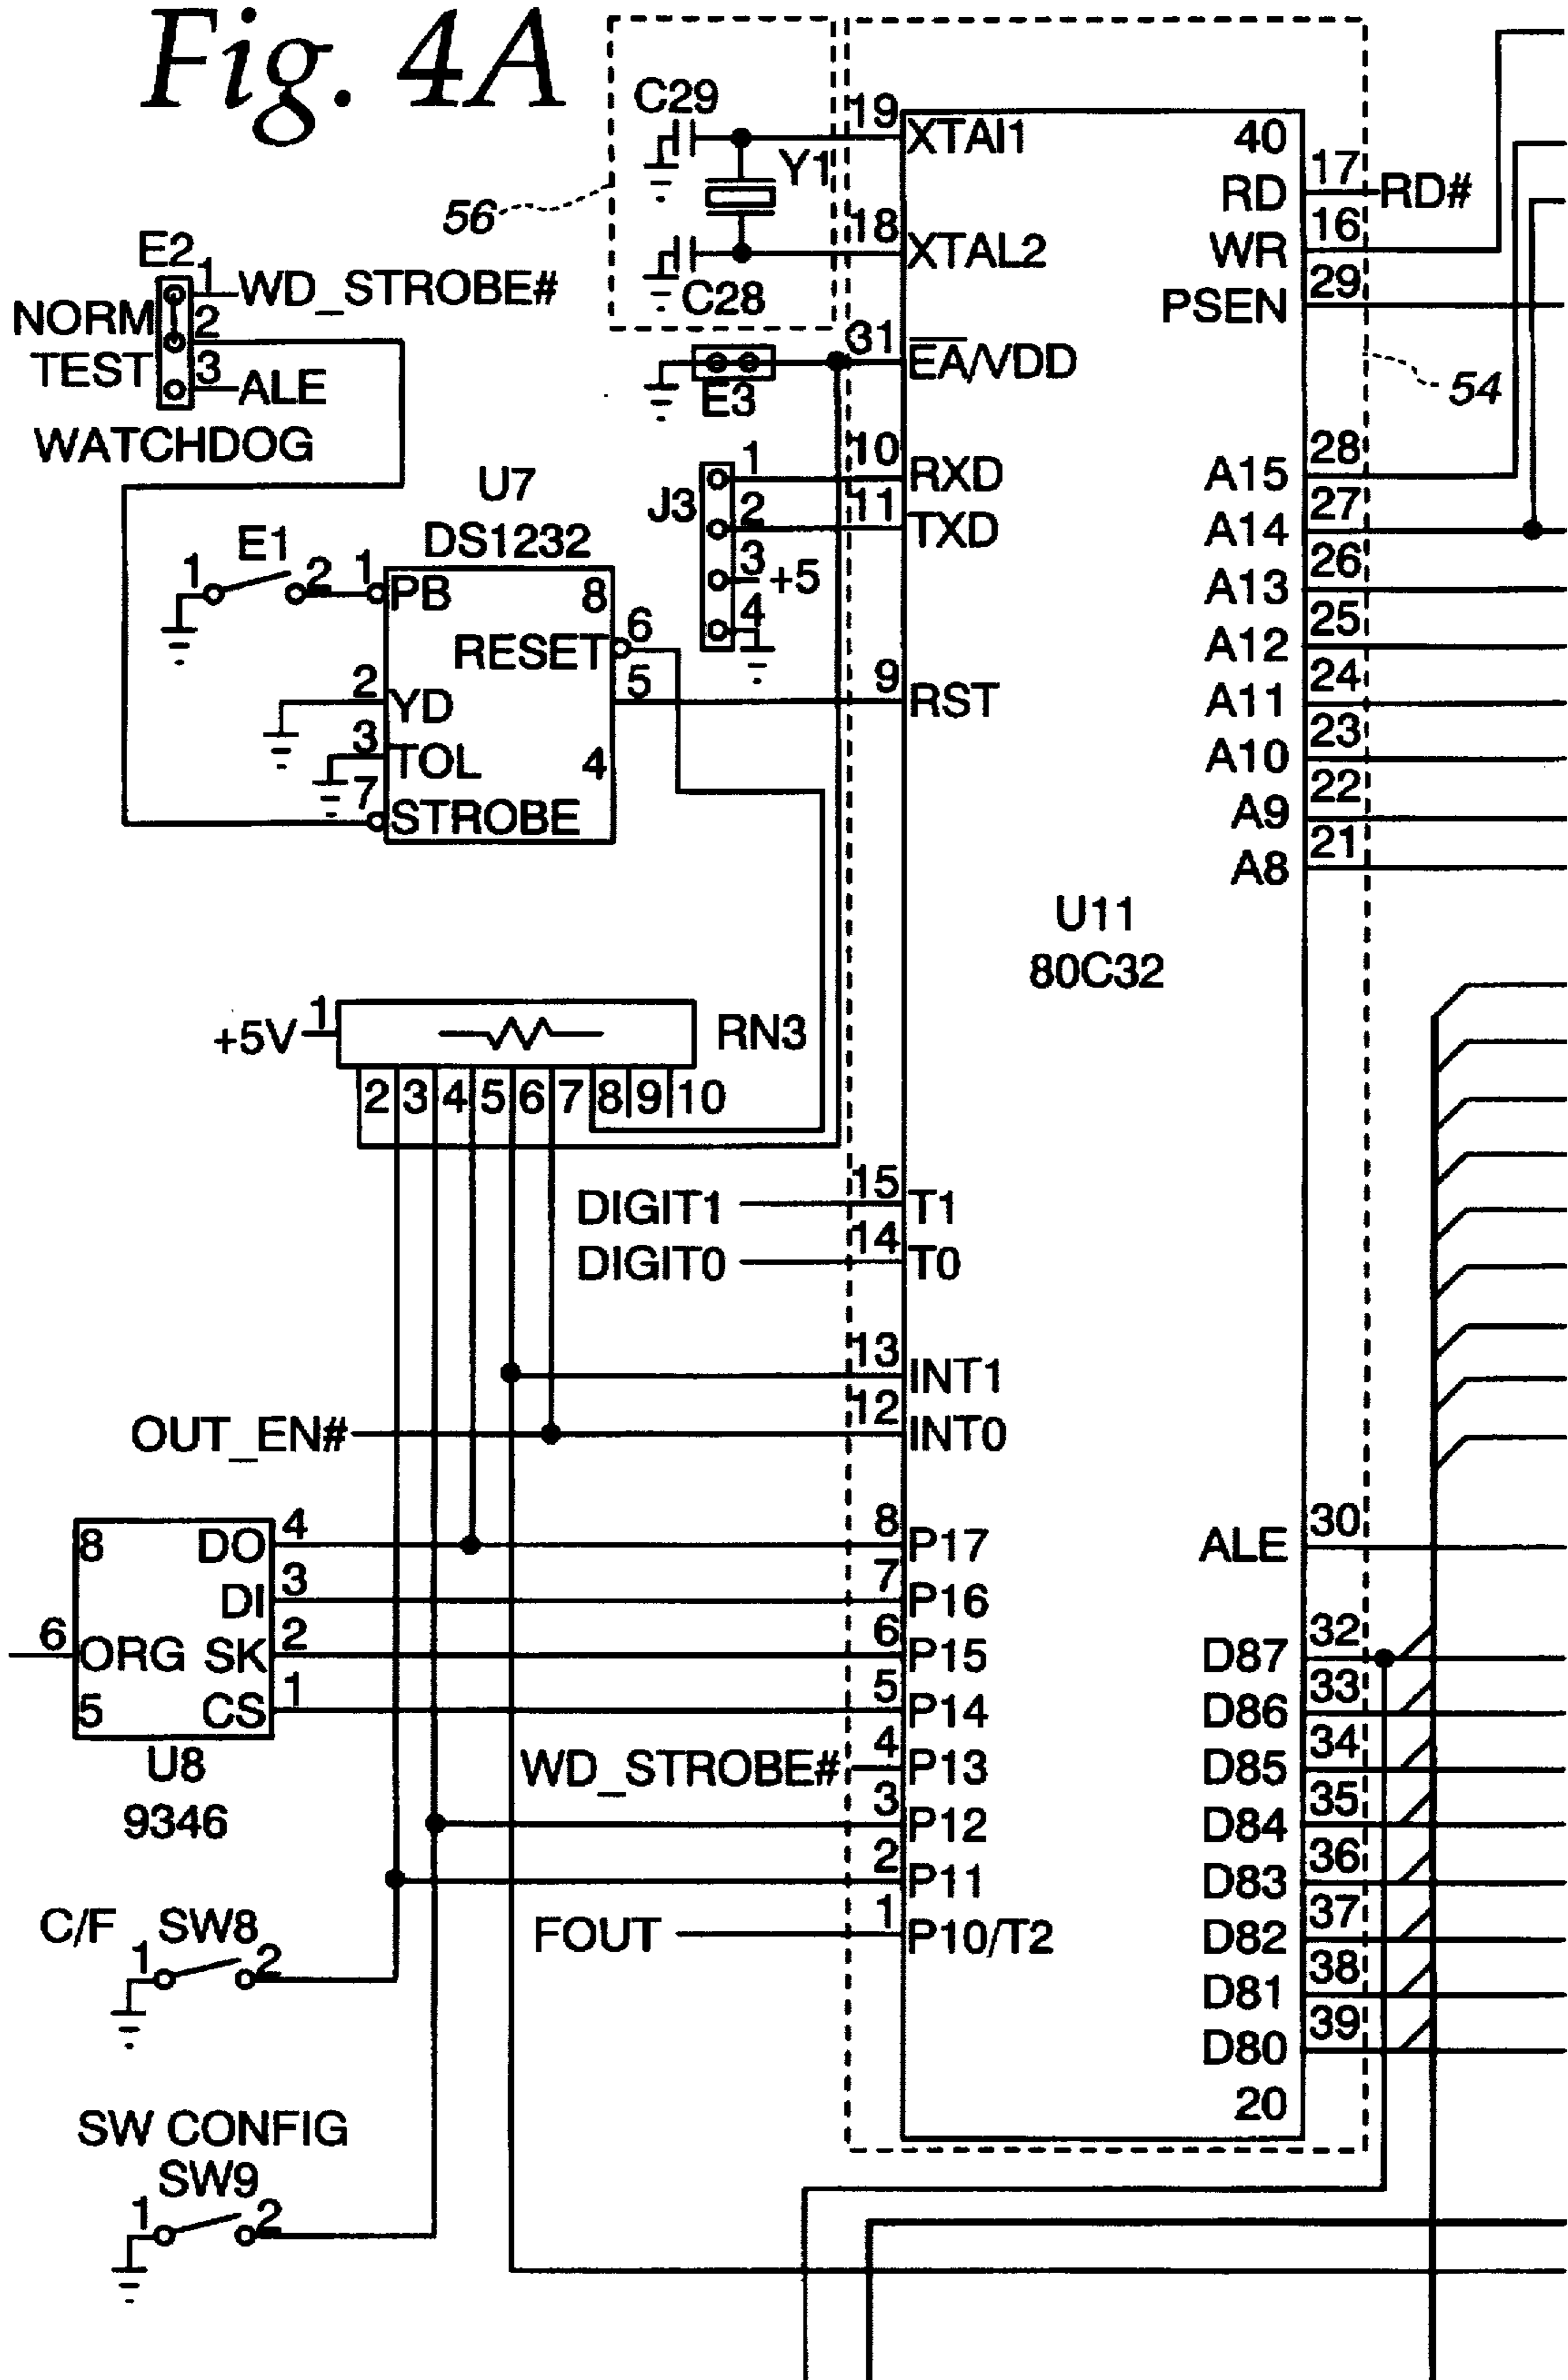 Fig. 4A
C29
Y1
C28
56
E2
1
WD_STROBE#
NORM
2
TEST
3
ALE
WATCHDOG
E3
J3
1
2
3
+5
4
U7
DS1232
E1
1
2
1
PB
8
RESET
6
5
2
YD
3
TOL
4
7
STROBE
+5V
1
RN3
2 3 4 5 6 7 8 9 10
DIGIT1
DIGIT0
OUT_EN#
8
DO
4
DI
3
6
ORG
SK
2
5
CS
1
U8
9346
WD_STROBE#
FOUT
C/F
SW8
1
2
SW CONFIG
SW9
1
2
19
XTAI1
18
XTAL2
31
EA/VDD
10
RXD
11
TXD
9
RST
U11
80C32
15
T1
14
T0
13
INT1
12
INT0
8
P17
7
P16
6
P15
5
P14
4
P13
3
P12
2
P11
1
P10/T2
40
RD
17
RD#
WR
16
PSEN
29
54
A15
28
A14
27
A13
26
A12
25
A11
24
A10
23
A9
22
A8
21
ALE
30
D87
32
D86
33
D85
34
D84
35
D83
36
D82
37
D81
38
D80
39
20